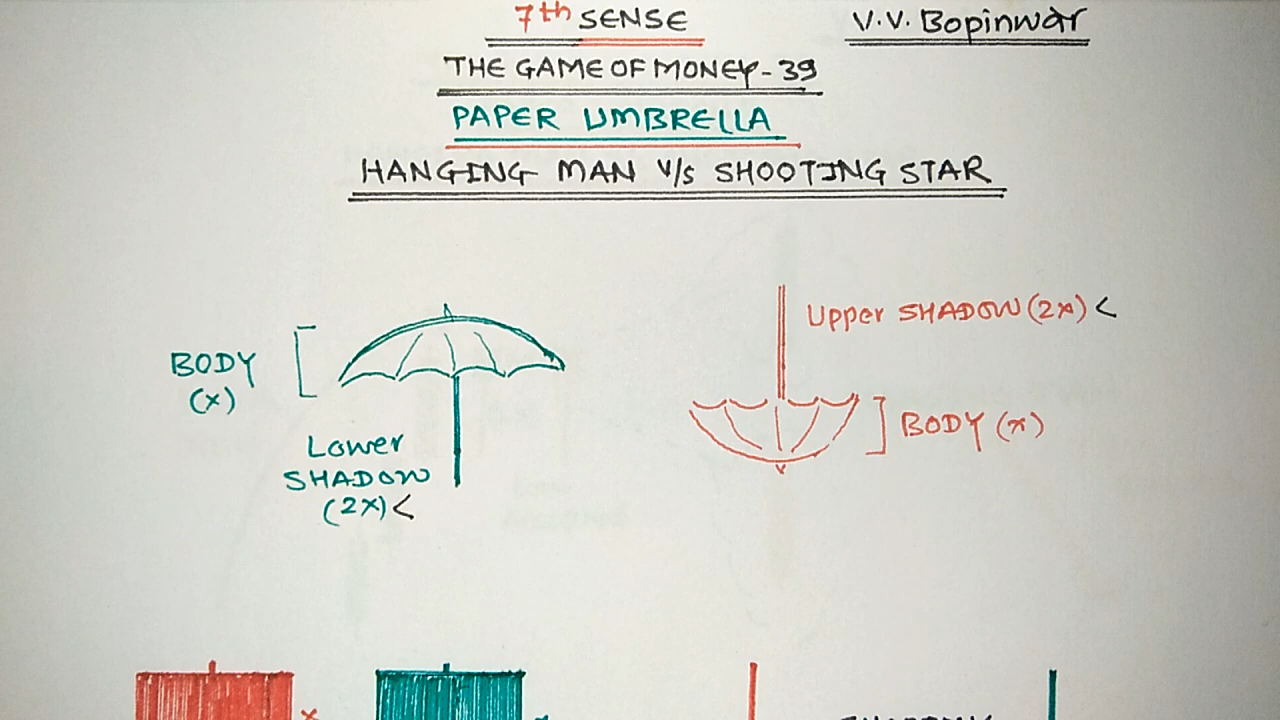 7th SENSE
V.V. Bopinwar
THE GAME OF MONEY-39
PAPER UMBRELLA
HANGING MAN V/S SHOOTING STAR
BODY
(x)
Lower
SHADOW
(2x)<
Upper SHADOW (2x) <
BODY (x)
x